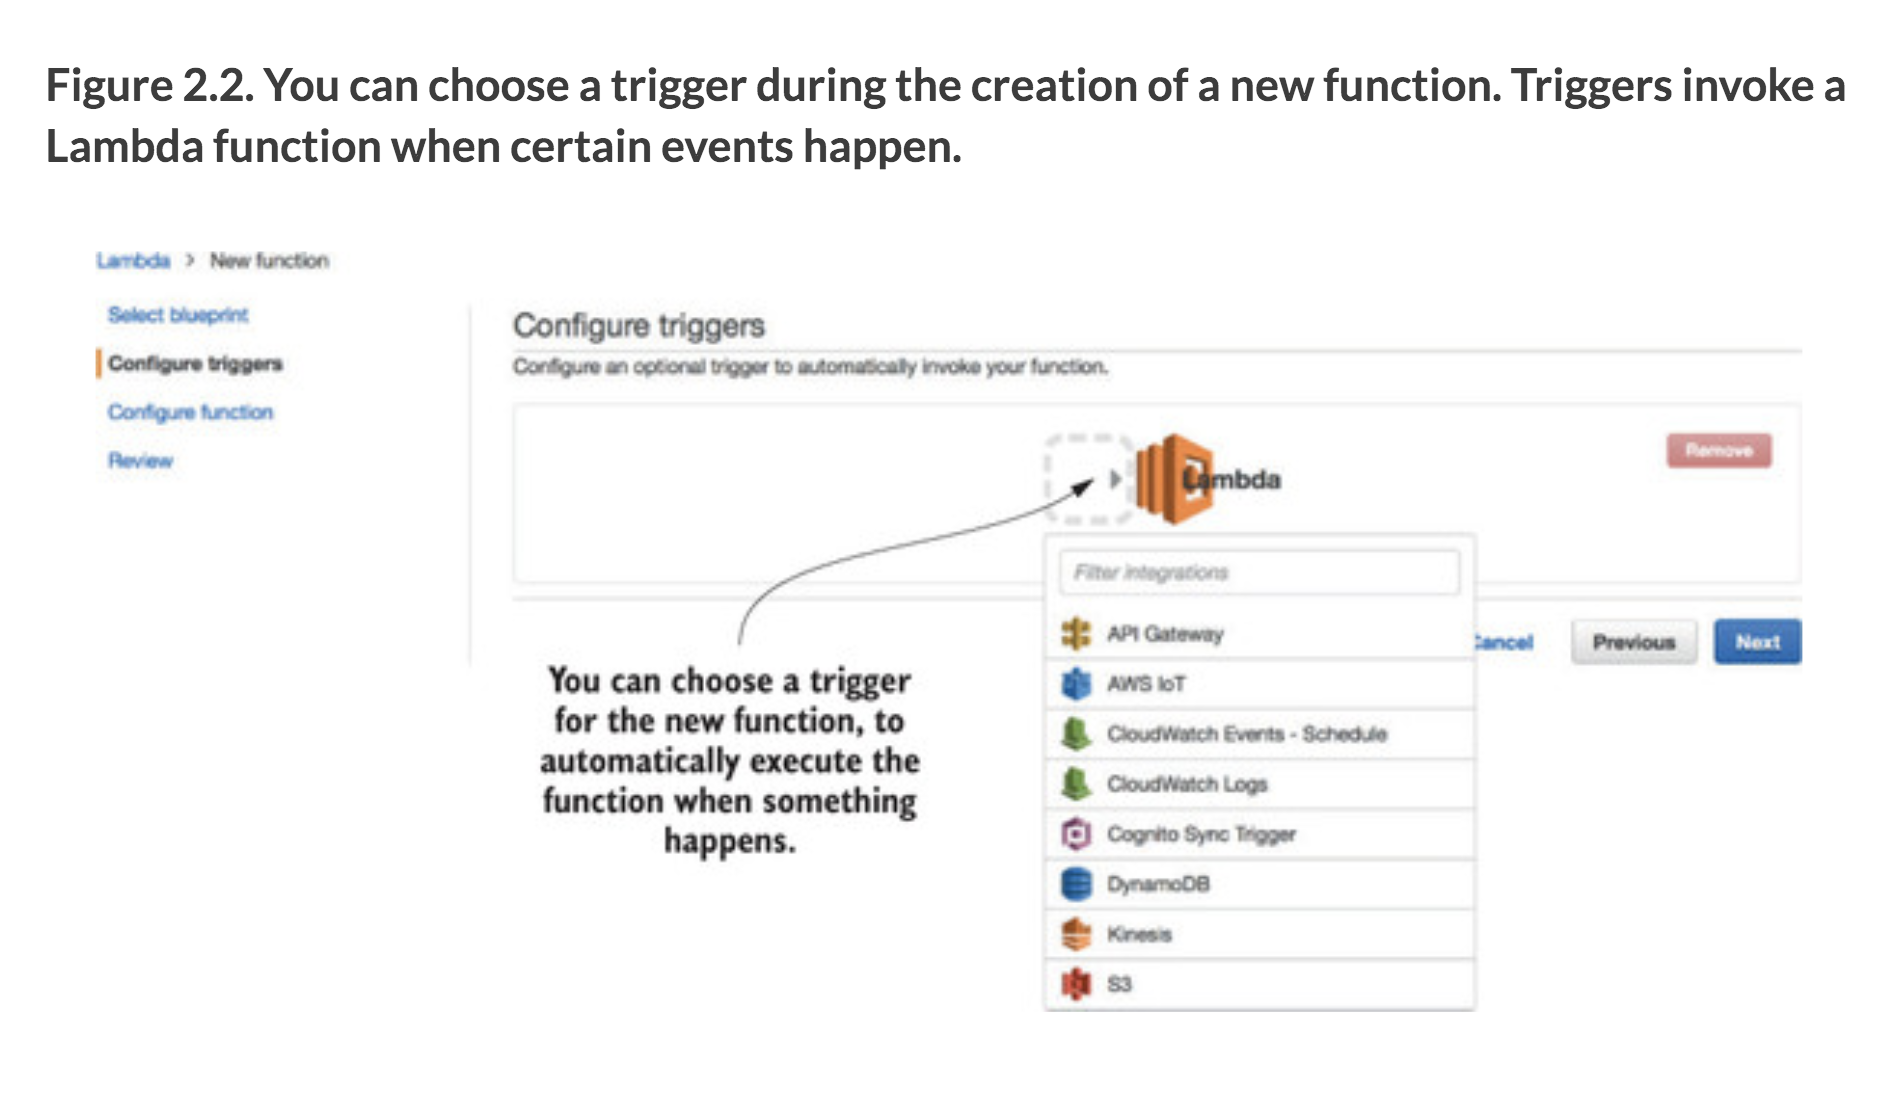 Figure 2.2. You can choose a trigger during the creation of a new function. Triggers invoke a
Lambda function when certain events happen.
Lambda > New function
Select blueprint
Configure triggers
Configure function
Review
Configure triggers
Configure an optional trigger to automatically invoke your function.
Lambda
Remove
Filter integrations
API Gateway
AWS IoT
CloudWatch Events - Schedule
CloudWatch Logs
Cognito Sync Trigger
DynamoDB
Kinesis
S3
Cancel
Previous
Next
You can choose a trigger
for the new function, to
automatically execute the
function when something
happens.